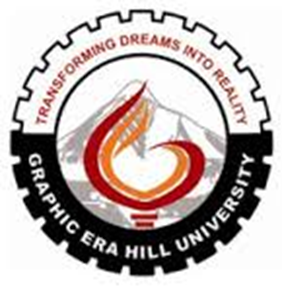 TRANSFORMING DREAMS INTO REALITY
GRAPHIC ERA HILL UNIVERSITY